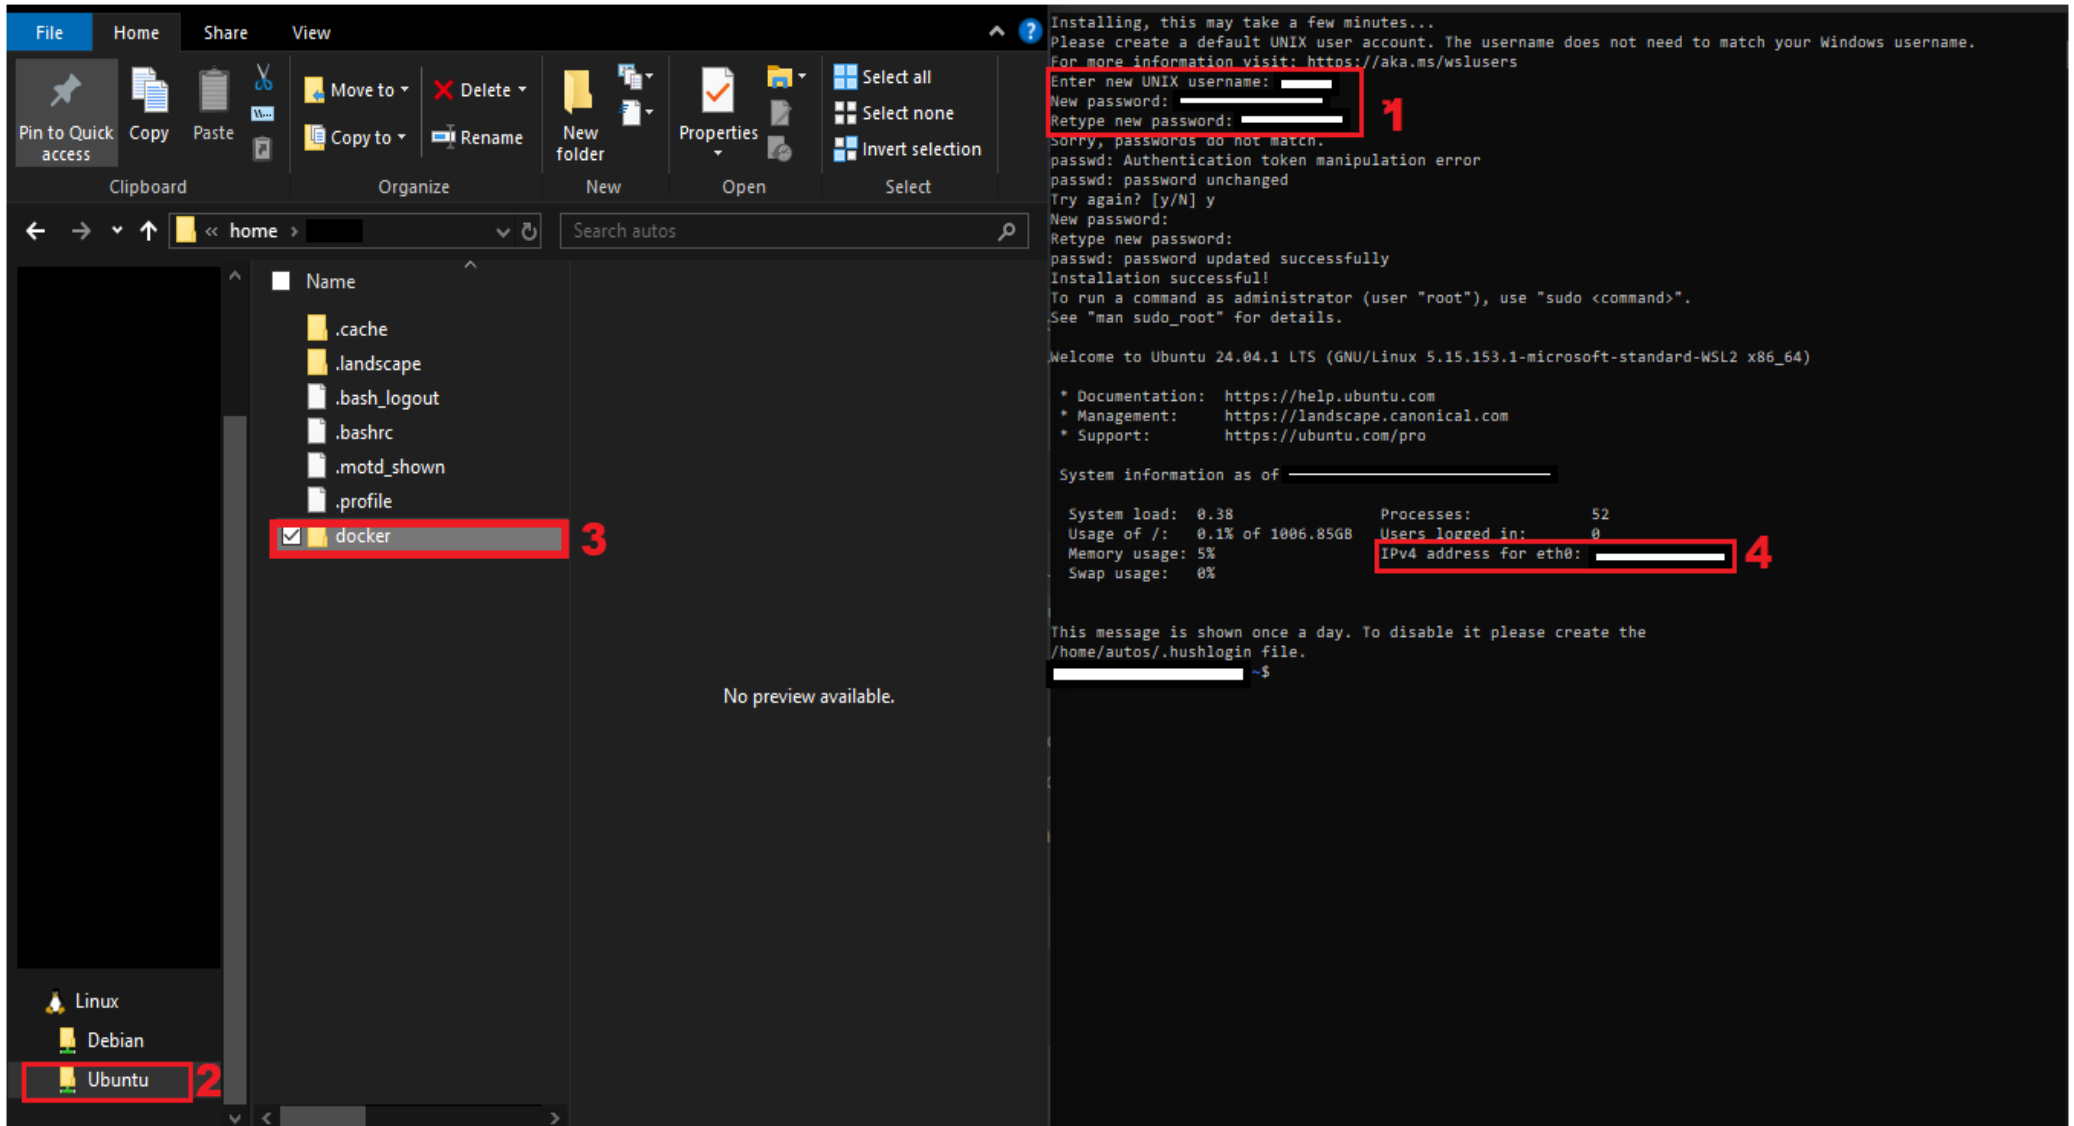 File Home Share View
Pin to Quick access
Copy
Paste
Move to
Copy to
Delete
Rename
New folder
Properties
Select all
Select none
Invert selection
Clipboard Organize New Open Select
« home ›
Search autos
Name
.cache
.landscape
.bash_logout
.bashrc
.motd_shown
.profile
docker
3
No preview available.
Linux
Debian
Ubuntu
2
Installing, this may take a few minutes...
Please create a default UNIX user account. The username does not need to match your Windows username.
For more information visit: https://aka.ms/wslusers
Enter new UNIX username:
New password:
Retype new password:
1
Sorry, passwords do not match.
passwd: Authentication token manipulation error
passwd: password unchanged
Try again? [y/N] y
New password:
Retype new password:
passwd: password updated successfully
Installation successful!
To run a command as administrator (user "root"), use "sudo <command>".
See "man sudo_root" for details.
Welcome to Ubuntu 24.04.1 LTS (GNU/Linux 5.15.153.1-microsoft-standard-WSL2 x86_64)
* Documentation: https://help.ubuntu.com
* Management: https://landscape.canonical.com
* Support: https://ubuntu.com/pro
System information as of
System load: 0.38 Processes: 52
Usage of /: 0.1% of 1006.85GB Users logged in: 0
Memory usage: 5% IPv4 address for eth0: 4
Swap usage: 0%
This message is shown once a day. To disable it please create the
/home/autos/.hushlogin file.
~$